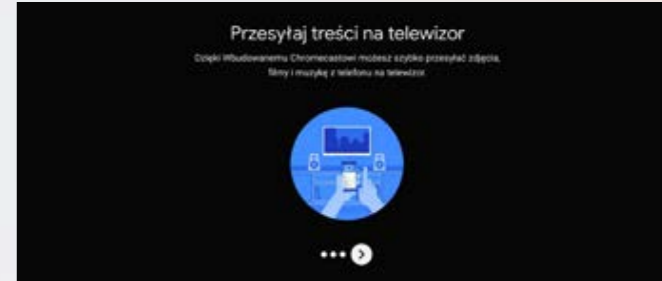 Przesyłaj treści na telewizor
Dzięki Wbudowanemu Chromecastowi możesz szybko przesyłać zdjęcia,
filmy i muzykę z telefonu na telewizor.